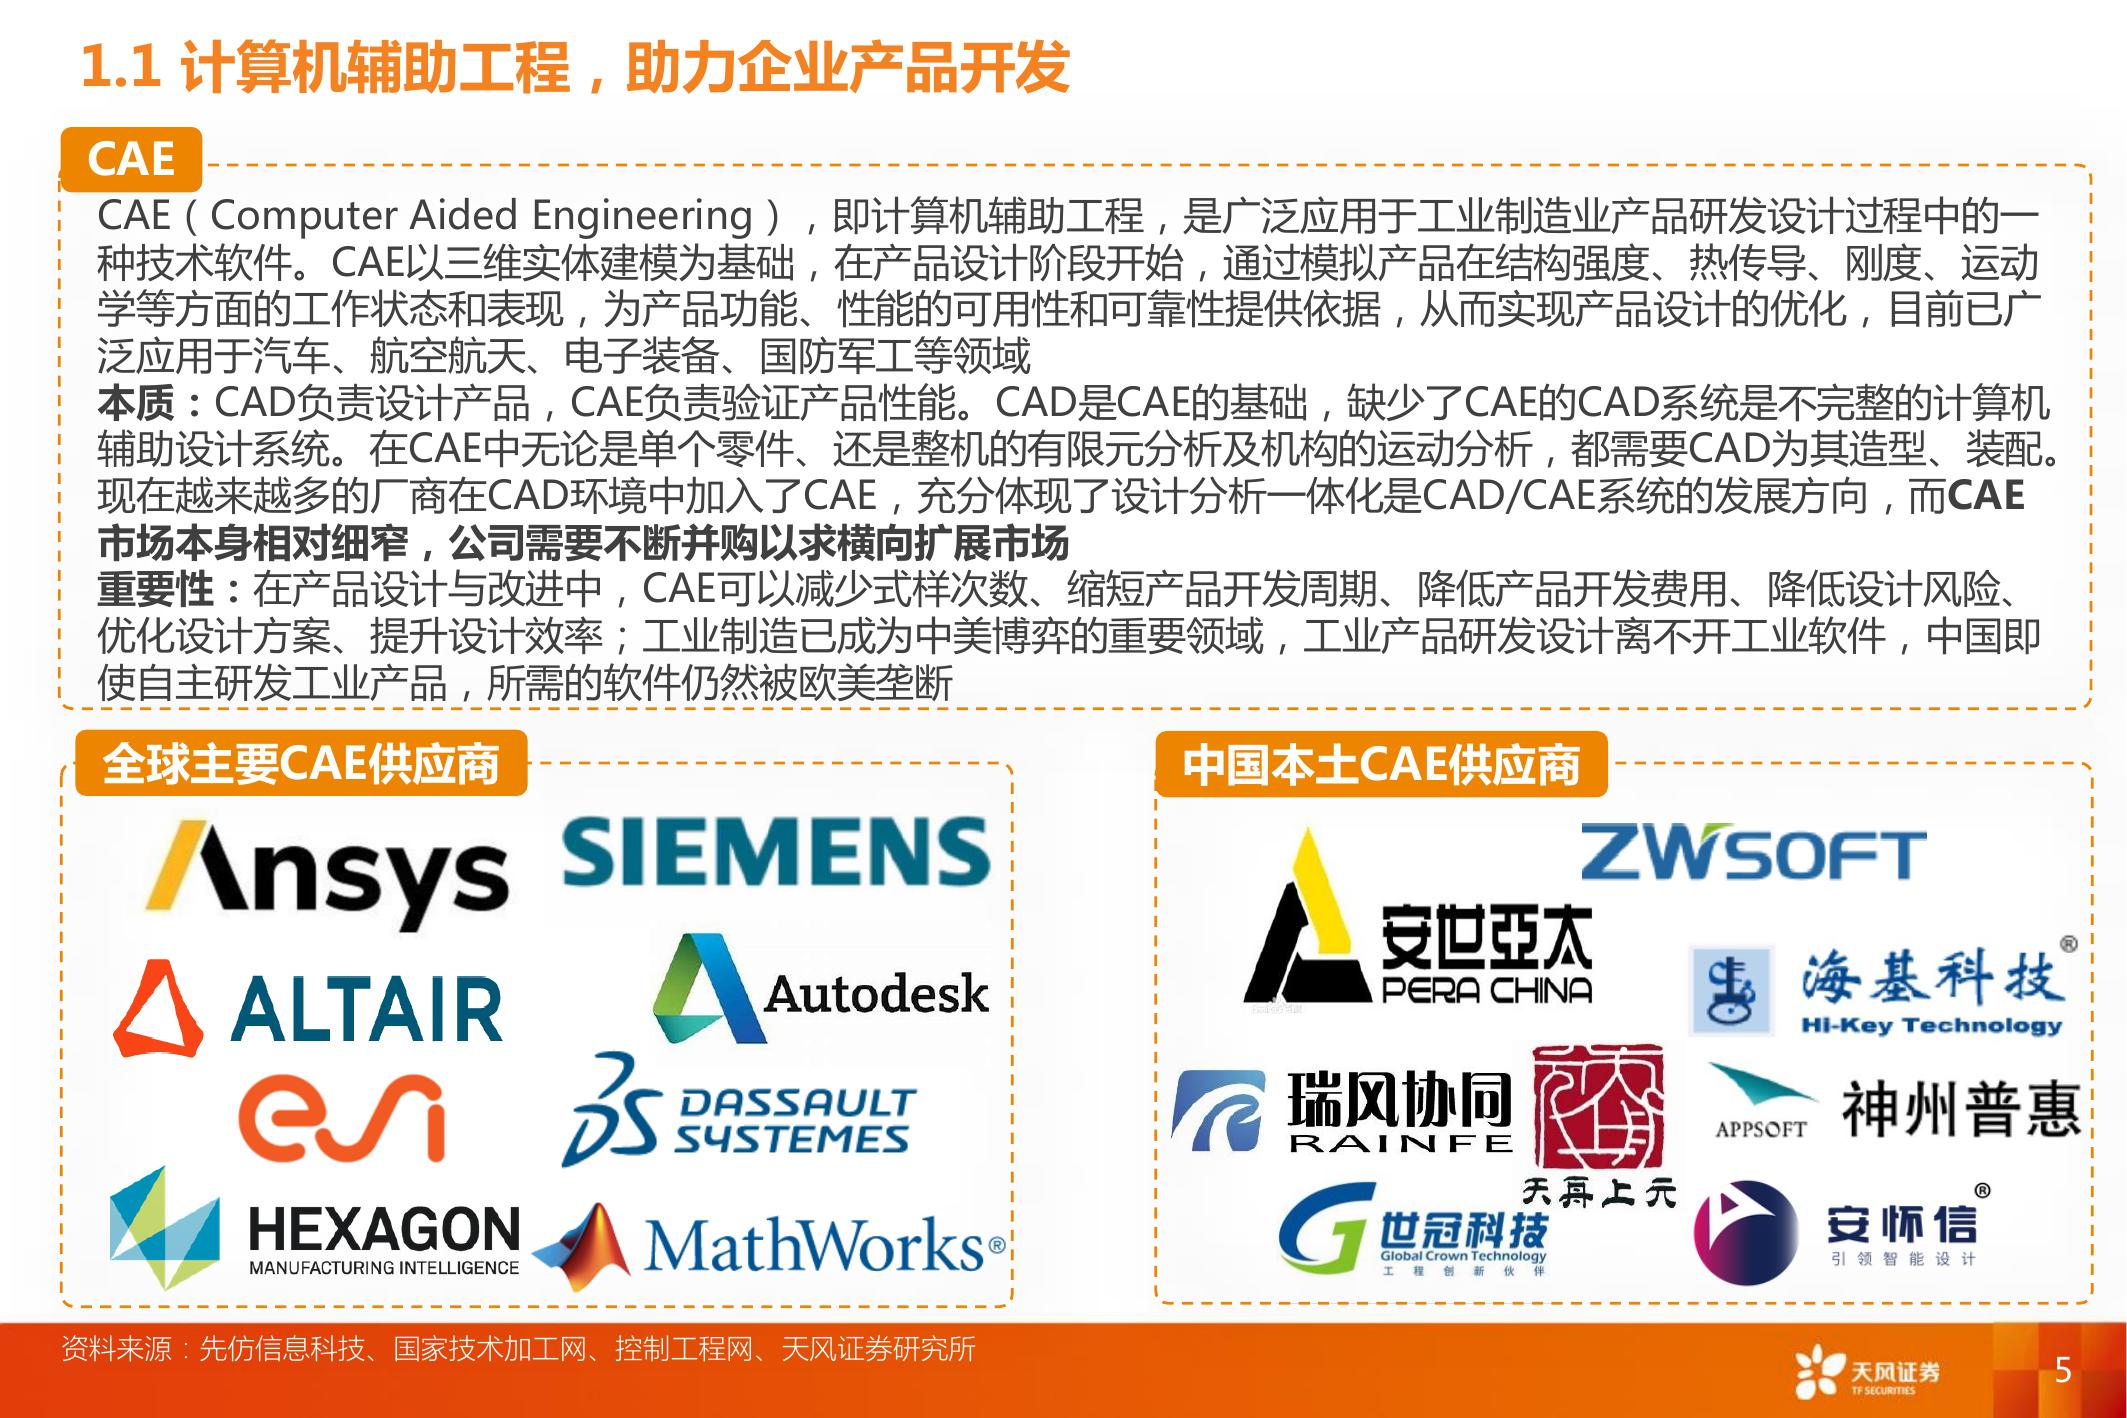 1.1 计算机辅助工程，助力企业产品开发
CAE
CAE（Computer Aided Engineering），即计算机辅助工程，是广泛应用于工业制造业产品研发设计过程中的一
种技术软件。CAE以三维实体建模为基础，在产品设计阶段开始，通过模拟产品在结构强度、热传导、刚度、运动
学等方面的工作状态和表现，为产品功能、性能的可用性和可靠性提供依据，从而实现产品设计的优化，目前已广
泛应用于汽车、航空航天、电子装备、国防军工等领域
本质：CAD负责设计产品，CAE负责验证产品性能。CAD是CAE的基础，缺少了CAE的CAD系统是不完整的计算机
辅助设计系统。在CAE中无论是单个零件、还是整机的有限元分析及机构的运动分析，都需要CAD为其造型、装配。
现在越来越多的厂商在CAD环境中加入了CAE，充分体现了设计分析一体化是CAD/CAE系统的发展方向，而CAE
市场本身相对细窄，公司需要不断并购以求横向扩展市场
重要性：在产品设计与改进中，CAE可以减少式样次数、缩短产品开发周期、降低产品开发费用、降低设计风险、
优化设计方案、提升设计效率；工业制造已成为中美博弈的重要领域，工业产品研发设计离不开工业软件，中国即
使自主研发工业产品，所需的软件仍然被欧美垄断
全球主要CAE供应商
Ansys
SIEMENS
ALTAIR
Autodesk
esi
DASSAULT
SYSTEMES
HEXAGON
MANUFACTURING INTELLIGENCE
MathWorks®
中国本土CAE供应商
ZWSOFT
安世亞太
PERA CHINA
海基科技®
Hi-Key Technology
瑞风协同
RAINFE
天舟上元
APPSOFT
神州普惠
世冠科技
Global Crown Technology
工程创新伙伴
安怀信®
引领智能设计
资料来源：先仿信息科技、国家技术加工网、控制工程网、天风证券研究所
天风证券
TF SECURITIES
5